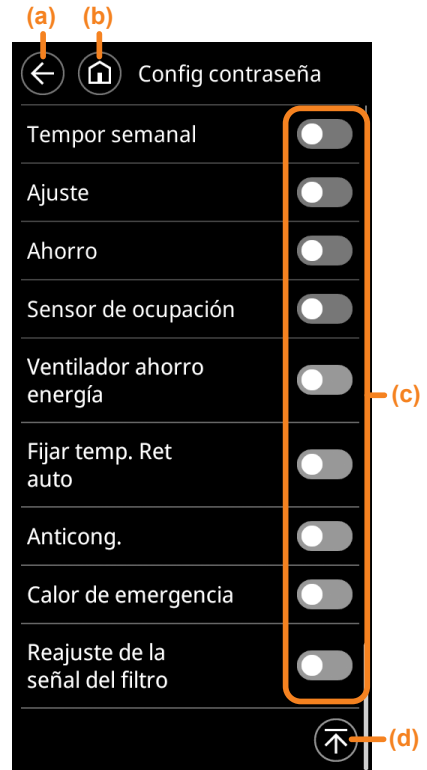 (a) (b)
Config contraseña
Tempor semanal
Ajuste
Ahorro
Sensor de ocupación
Ventilador ahorro
energía
(c)
Fijar temp. Ret
auto
Anticong.
Calor de emergencia
Reajuste de la
señal del filtro
(d)